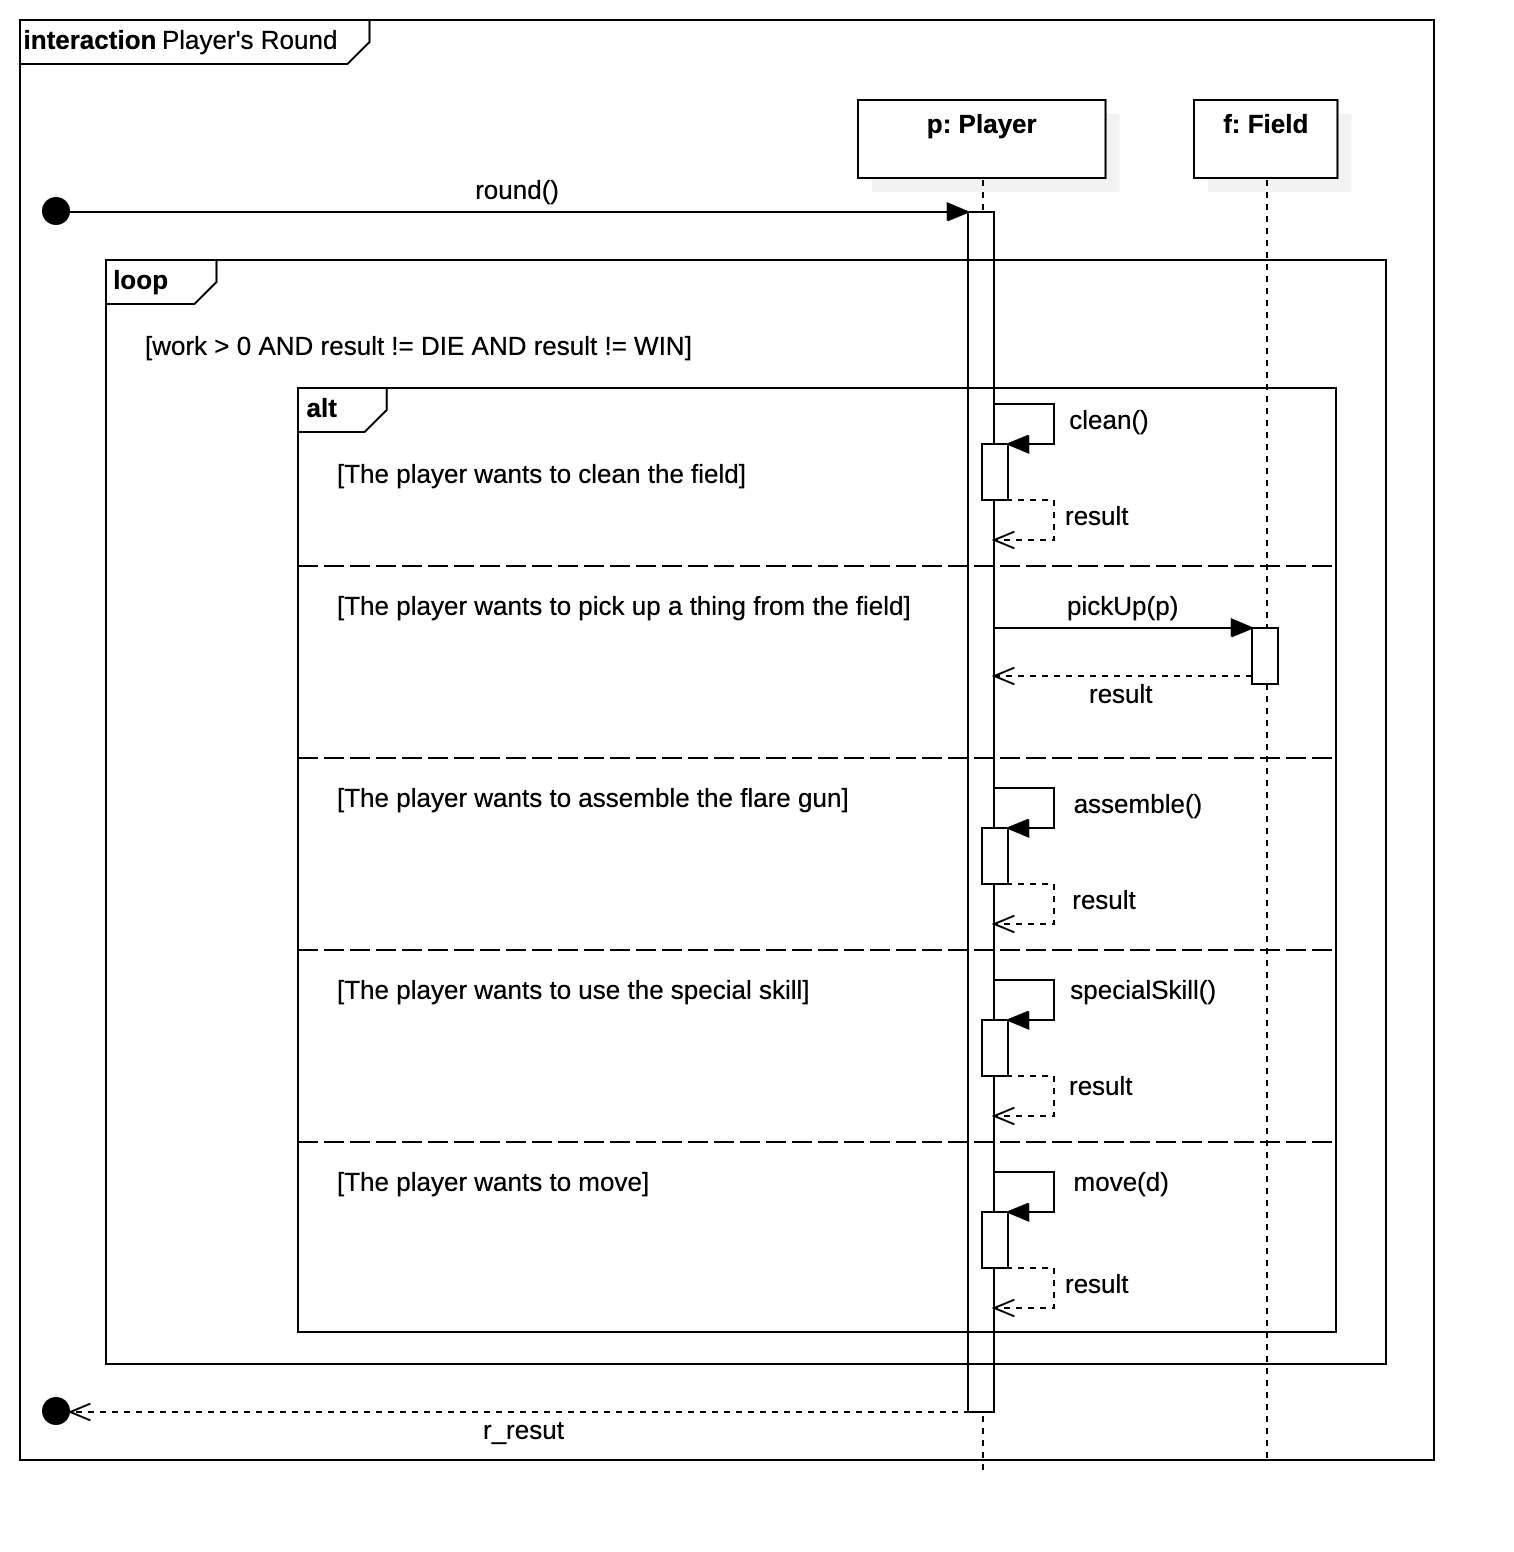 interaction Player's Round
p: Player
f: Field
round()
loop
[work > 0 AND result != DIE AND result != WIN]
alt
clean()
[The player wants to clean the field]
result
[The player wants to pick up a thing from the field]
pickUp(p)
result
[The player wants to assemble the flare gun]
assemble()
result
[The player wants to use the special skill]
specialSkill()
result
[The player wants to move]
move(d)
result
r_resut